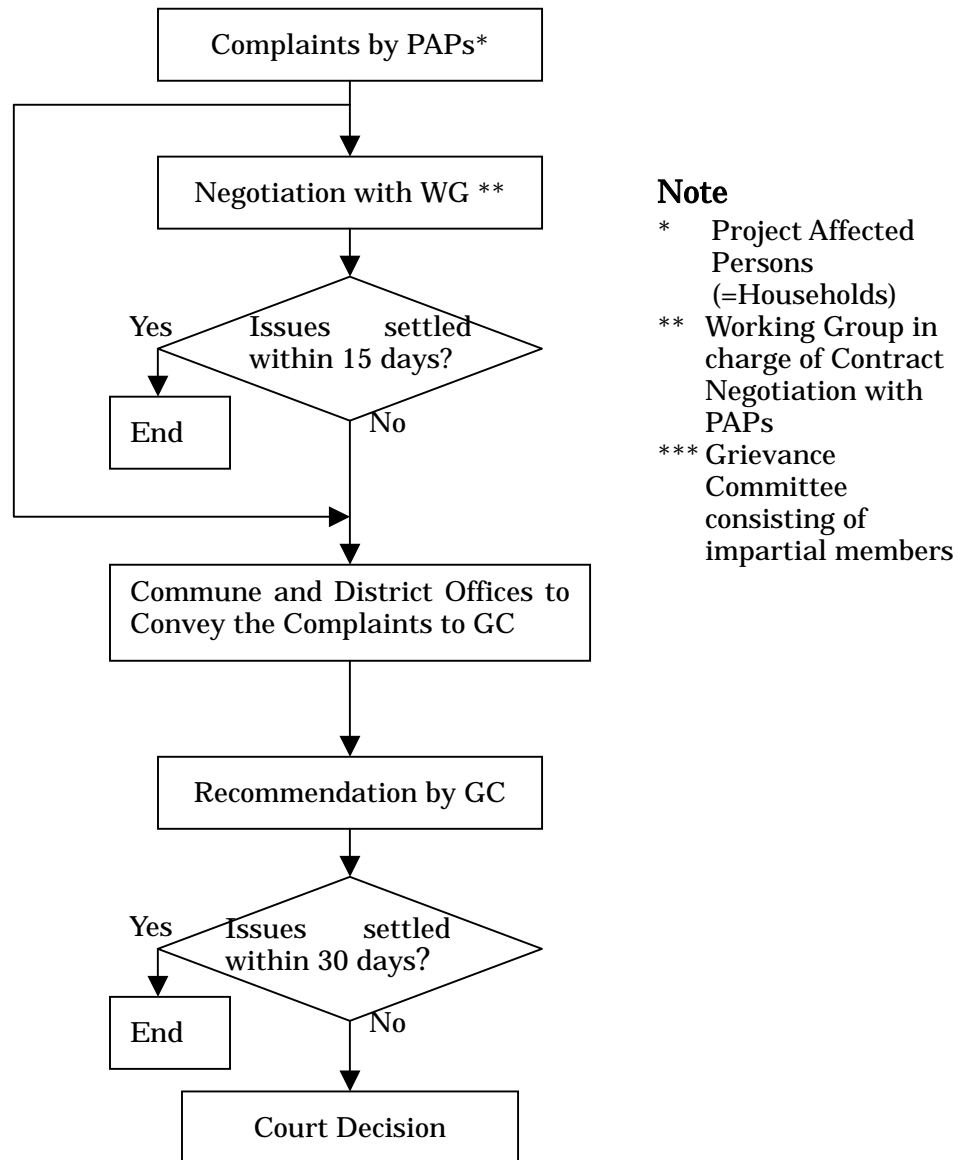 Complaints by PAPs*
Negotiation with WG **
Yes
Issues settled
within 15 days?
End
No
Commune and District Offices to
Convey the Complaints to GC
Recommendation by GC
Yes
Issues settled
within 30 days?
End
No
Court Decision
Note
* Project Affected
Persons
(=Households)
** Working Group in
charge of Contract
Negotiation with
PAPs
*** Grievance
Committee
consisting of
impartial members